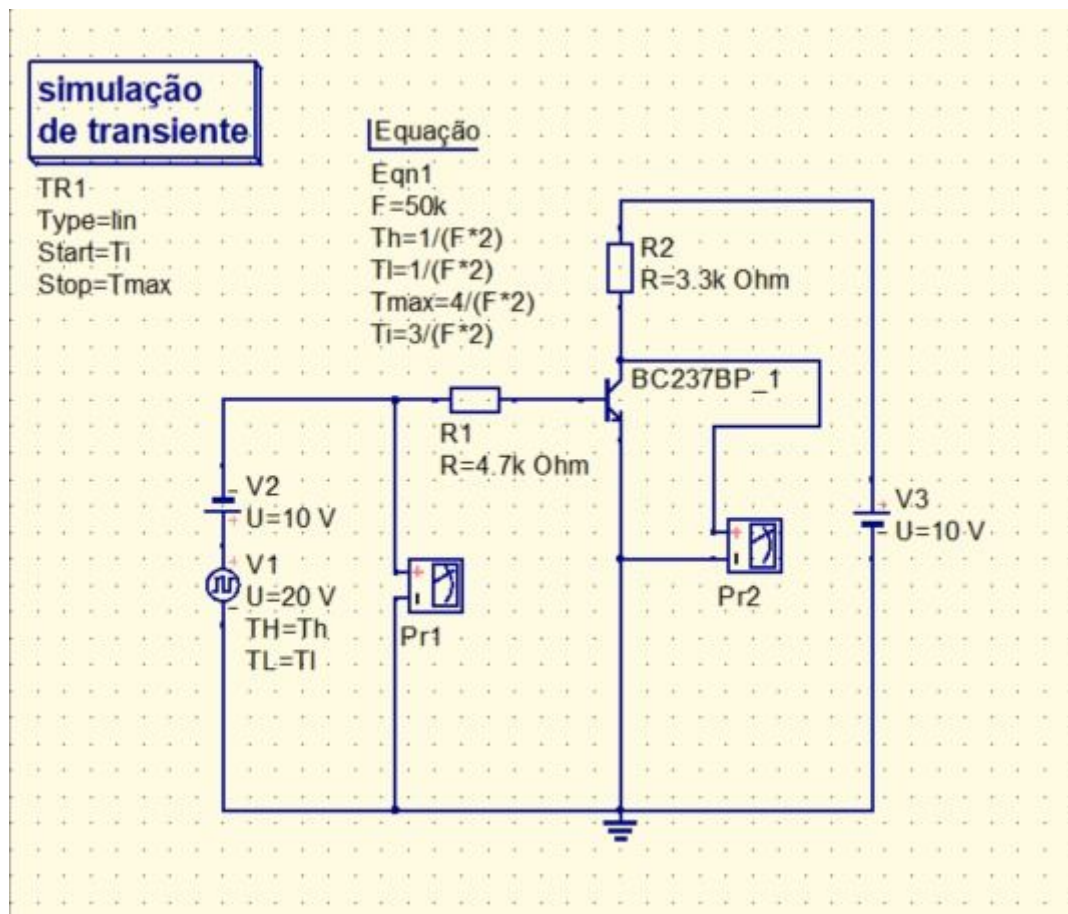 simulação
de transiente
TR1
Type=lin
Start=Ti
Stop=Tmax
Equação
Eqn1
F=50k
Th=1/(F*2)
Tl=1/(F*2)
Tmax=4/(F*2)
Ti=3/(F*2)
R2
R=3.3k Ohm
BC237BP_1
R1
R=4.7k Ohm
V2
U=10 V
V1
U=20 V
TH=Th
TL=Tl
Pr1
Pr2
V3
U=10 V